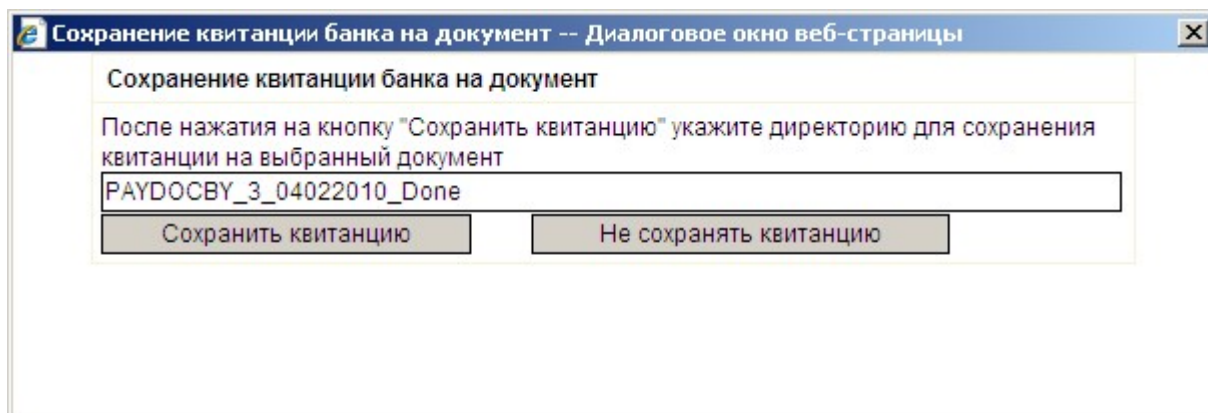 Сохранение квитанции банка на документ -- Диалоговое окно веб-страницы
Сохранение квитанции банка на документ
После нажатия на кнопку "Сохранить квитанцию" укажите директорию для сохранения
квитанции на выбранный документ
PAYDOCBY_3_04022010_Done
Сохранить квитанцию
Не сохранять квитанцию